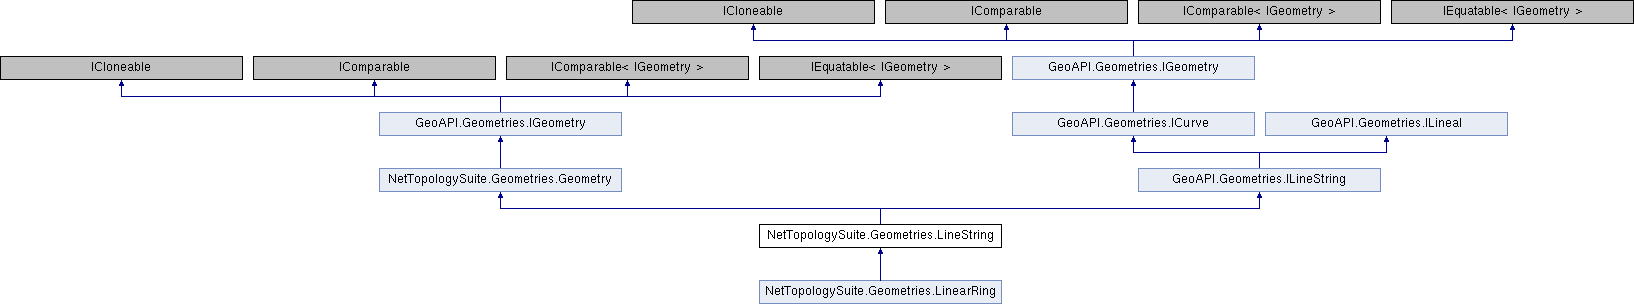 ICloneable
IComparable
IComparable< IGeometry >
IEquatable< IGeometry >
ICloneable
IComparable
IComparable< IGeometry >
IEquatable< IGeometry >
GeoAPI.Geometries.IGeometry
GeoAPI.Geometries.IGeometry
GeoAPI.Geometries.ICurve
GeoAPI.Geometries.ILineal
NetTopologySuite.Geometries.Geometry
GeoAPI.Geometries.ILineString
NetTopologySuite.Geometries.LineString
NetTopologySuite.Geometries.LinearRing